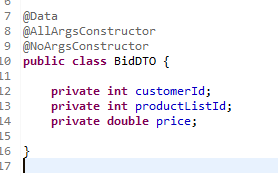 7 @Data
8 @AllArgsConstructor
9 @NoArgsConstructor
10 public class BidDTO {
11
12 private int customerId;
13 private int productListId;
14 private double price;
15
16 }
17